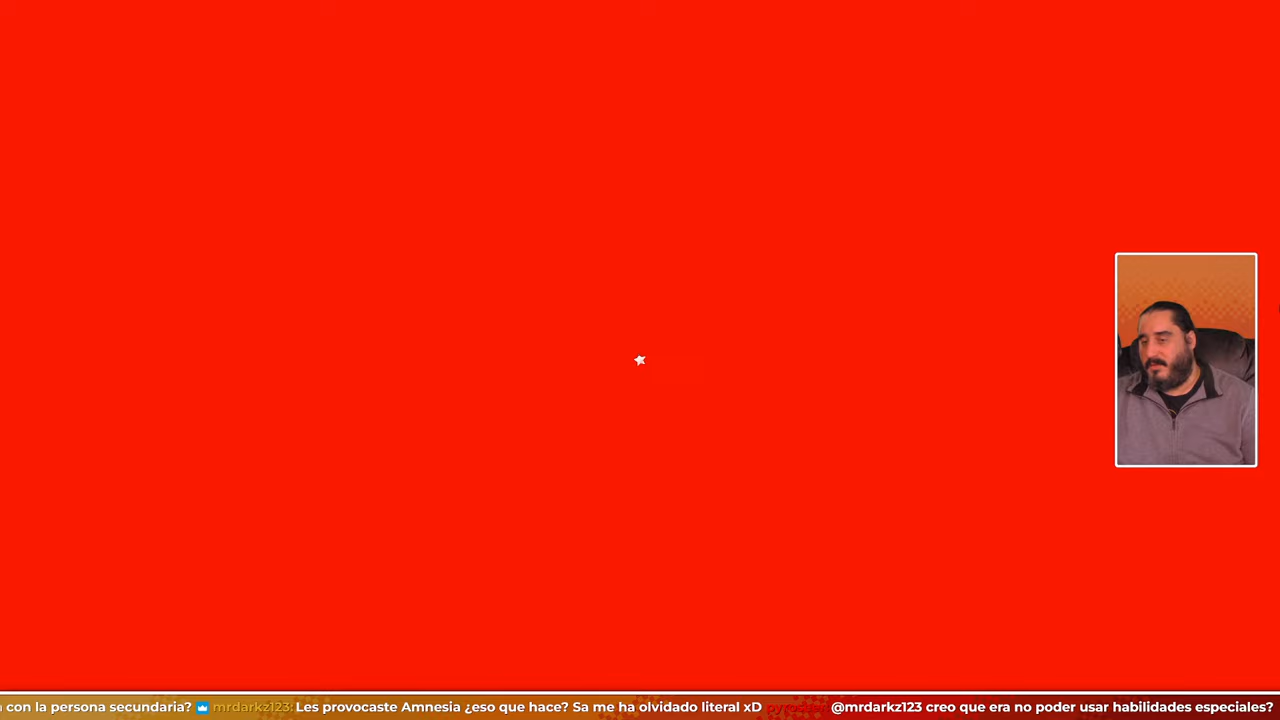 con la persona secundaria? mrdarkz123: Les provocaste Amnesia ¿eso que hace? Sa me ha olvidado literal xD @mrdarkz123 creo que era no poder usar habilidades especiales?